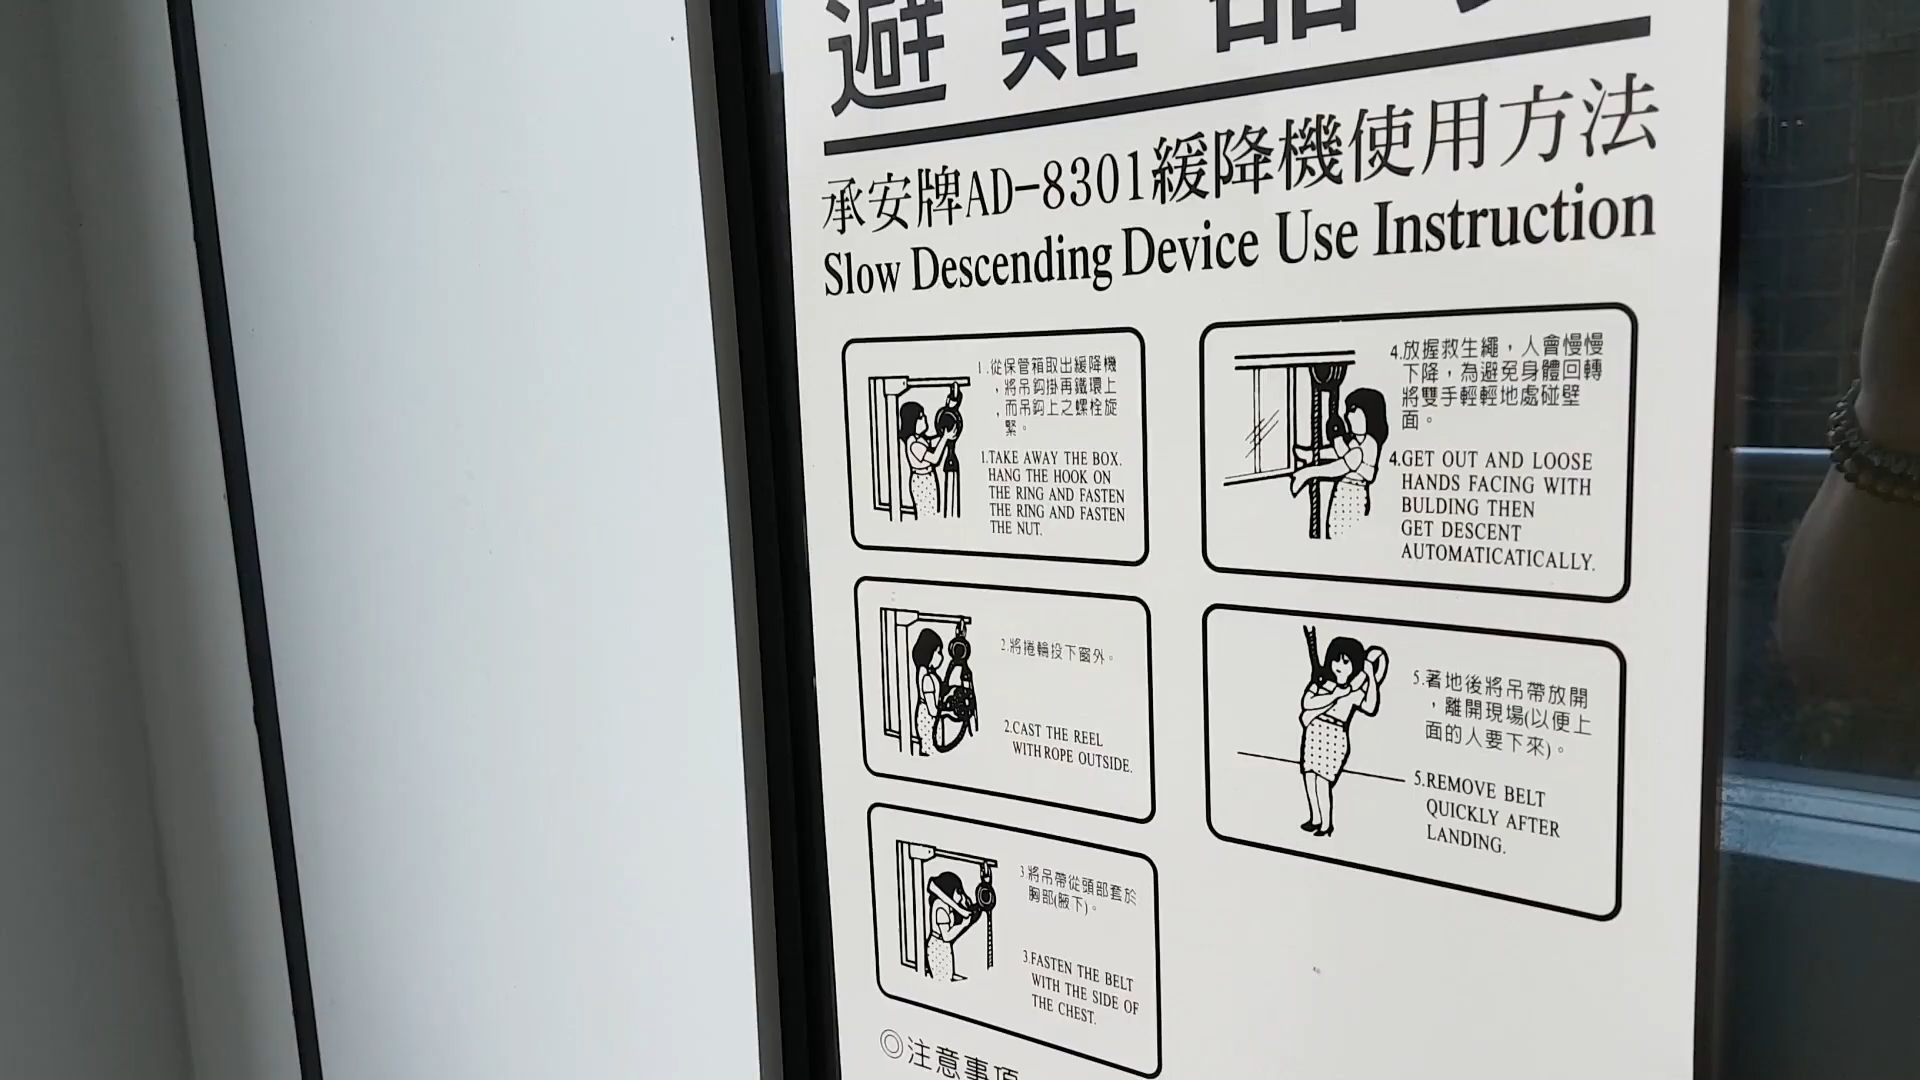 避難器具
承安牌AD-8301緩降機使用方法
Slow Descending Device Use Instruction
1.從保管箱取出緩降機
，將吊鈎掛再鐵環上
，而吊鈎上之螺栓旋
緊。
1.TAKE AWAY THE BOX.
HANG THE HOOK ON
THE RING AND FASTEN
THE RING AND FASTEN
THE NUT.
2.將捲輪投下窗外。
2.CAST THE REEL
WITH ROPE OUTSIDE.
3.將吊帶從頭部套於
胸部(腋下)。
3.FASTEN THE BELT
WITH THE SIDE OF
THE CHEST.
4.放握救生繩，人會慢慢
下降，為避免身體回轉
將雙手輕輕地處碰壁
面。
4.GET OUT AND LOOSE
HANDS FACING WITH
BULDING THEN
GET DESCENT
AUTOMATICATICALLY.
5.著地後將吊帶放開
，離開現場(以便上
面的人要下來)。
5.REMOVE BELT
QUICKLY AFTER
LANDING.
◎注意事項